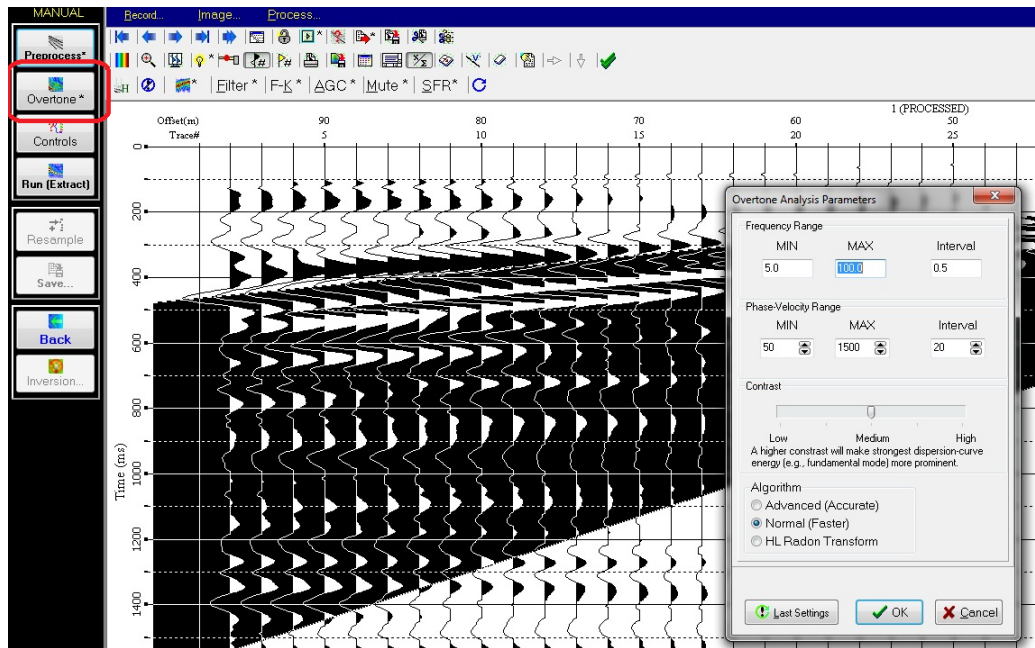 MANUAL
Preprocess*
Overtone *
Controls
Run (Extract)
Resample
Save...
Back
Inversion...
Record... Image... Process...
Filter * F-K * AGC * Mute * SFR*
1 (PROCESSED)
Offset(m) 90 80 70 60 50
Trace# 5 10 15 20 25
0
200
400
600
800
1000
1200
1400
Time (ms)
Overtone Analysis Parameters
Frequency Range
MIN MAX Interval
5.0 100.0 0.5
Phase-Velocity Range
MIN MAX Interval
50 1500 20
Contrast
Low Medium High
A higher constrast will make strongest dispersion-curve
energy (e.g., fundamental mode) more prominent.
Algorithm
Advanced (Accurate)
Normal (Faster)
HL Radon Transform
Last Settings OK Cancel